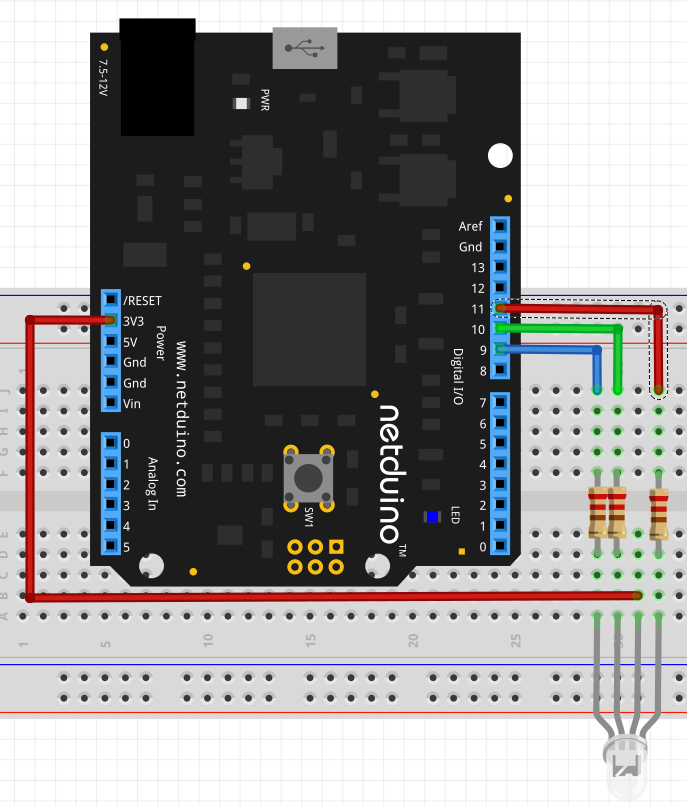 7.5-12V
PWR
Aref
Gnd
13
12
11
10
9
8
Digital I/O
/RESET
3V3
5V
Gnd
Gnd
Vin
Power
www.netduino.com
netduino
TM
7
6
5
4
3
2
1
0
0
1
2
3
4
5
Analog In
SW1
LED
1
J
I
H
G
F
E
D
C
B
A
1
5
10
15
20
25